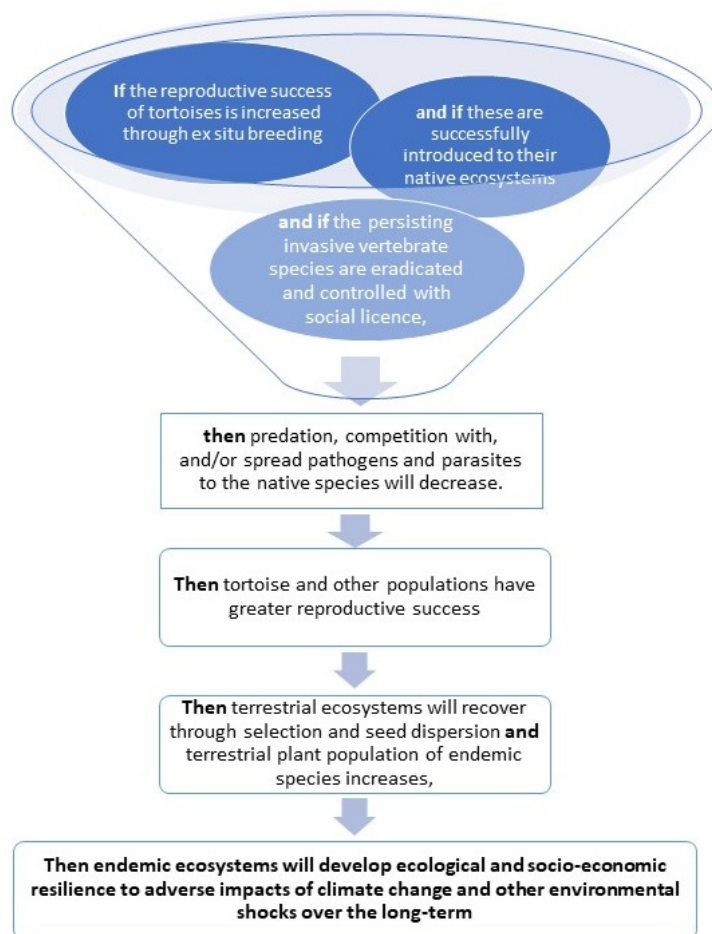 If the reproductive success
of tortoises is increased
through ex situ breeding
and if these are
successfully
introduced to their
native ecosystems
and if the persisting
invasive vertebrate
species are eradicated
and controlled with
social licence,
then predation, competition with,
and/or spread pathogens and parasites
to the native species will decrease.
Then tortoise and other populations have
greater reproductive success
Then terrestrial ecosystems will recover
through selection and seed dispersion and
terrestrial plant population of endemic
species increases,
Then endemic ecosystems will develop ecological and socio-economic
resilience to adverse impacts of climate change and other environmental
shocks over the long-term